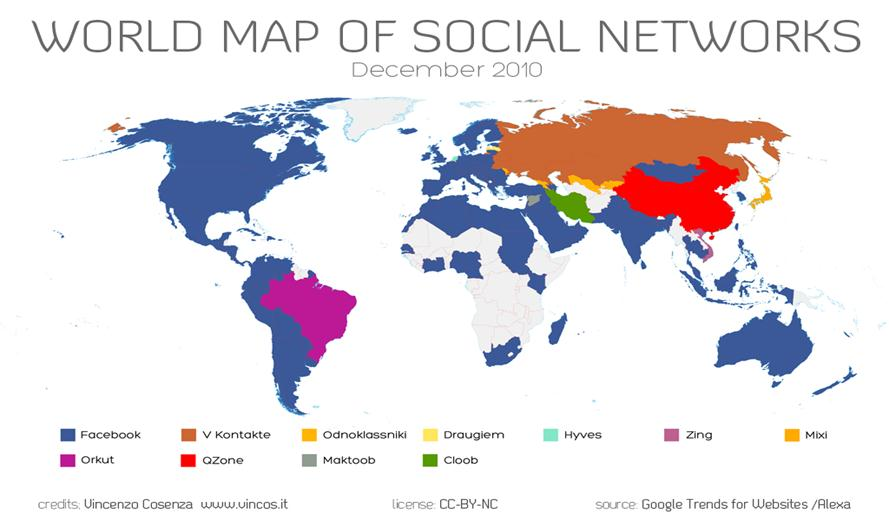 WORLD MAP OF SOCIAL NETWORKS
December 2010
Facebook V Kontakte Odnoklassniki Draugiem Hyves Zing Mixi
Orkut QZone Maktoob Cloob
credits: Vincenzo Cosenza www.vincos.it license: CC-BY-NC source: Google Trends for Websites /Alexa